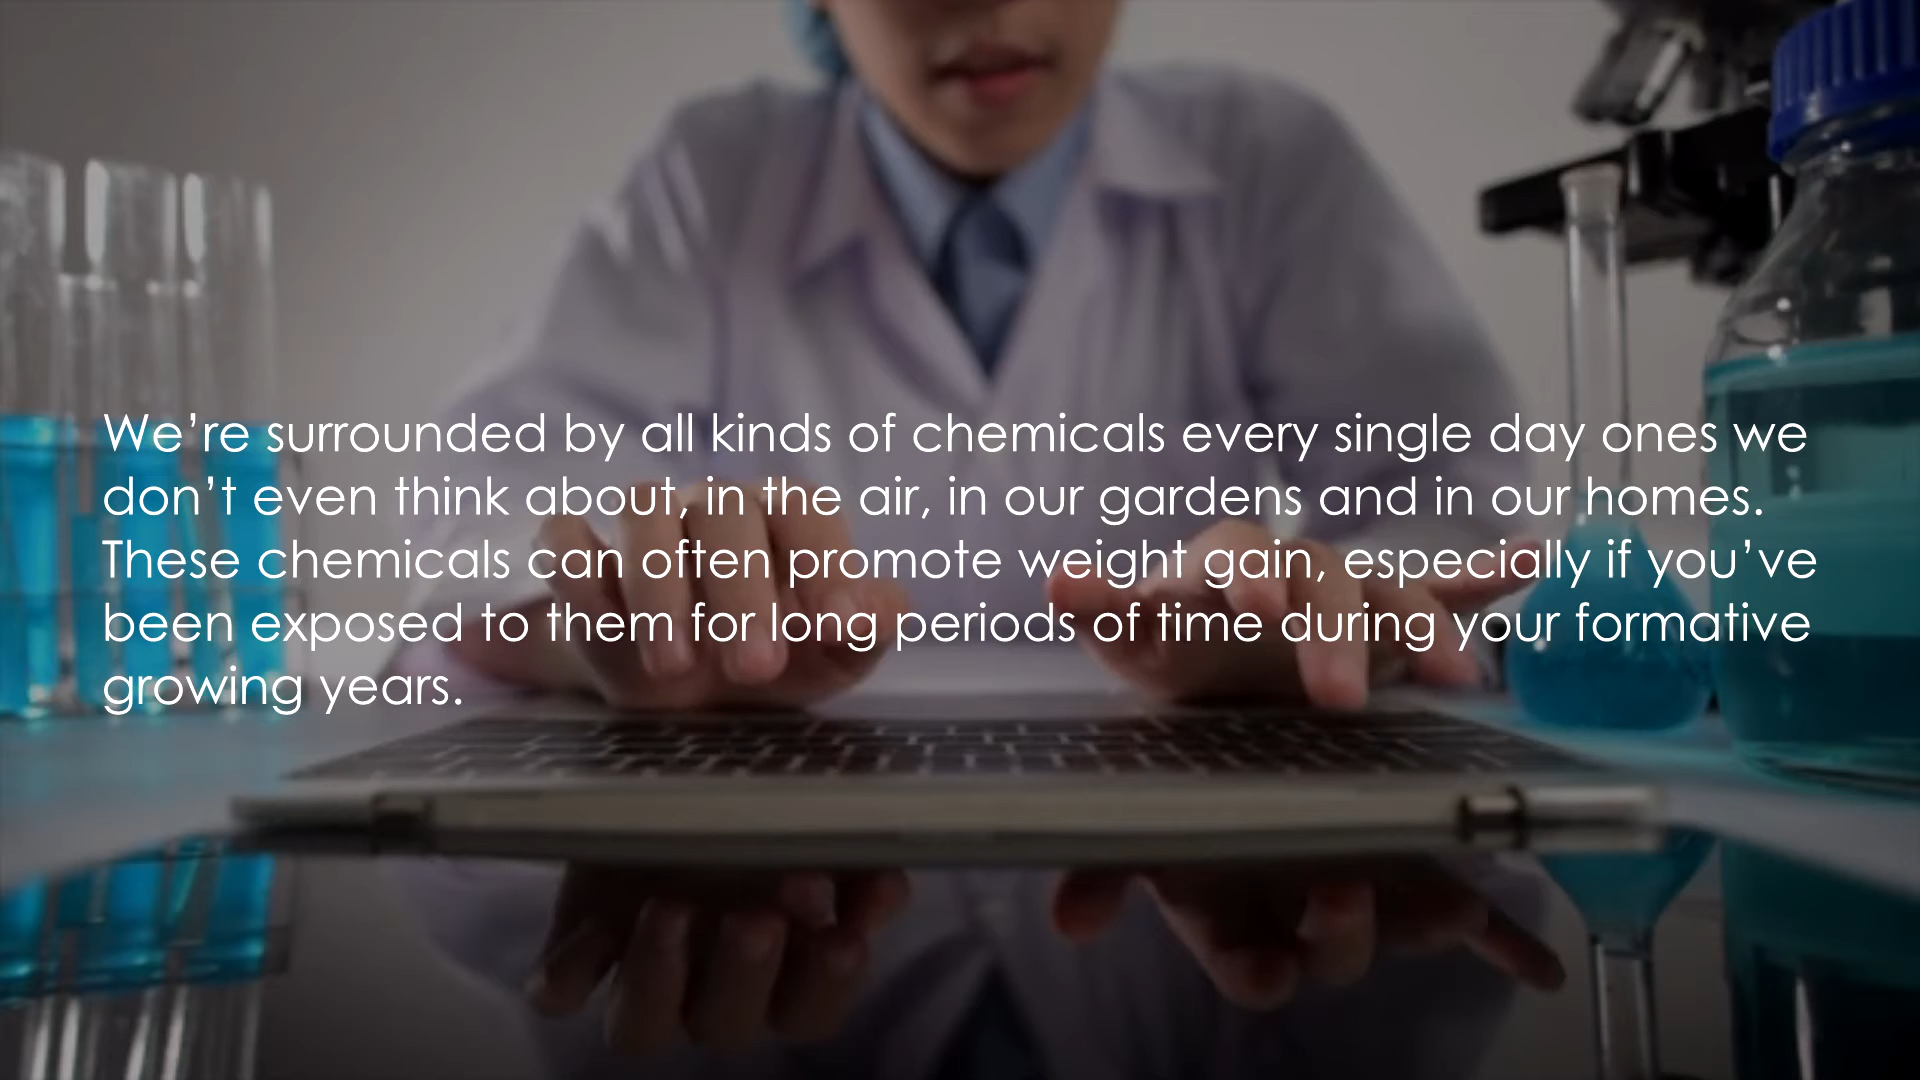 We’re surrounded by all kinds of chemicals every single day ones we
don’t even think about, in the air, in our gardens and in our homes.
These chemicals can often promote weight gain, especially if you’ve
been exposed to them for long periods of time during your formative
growing years.